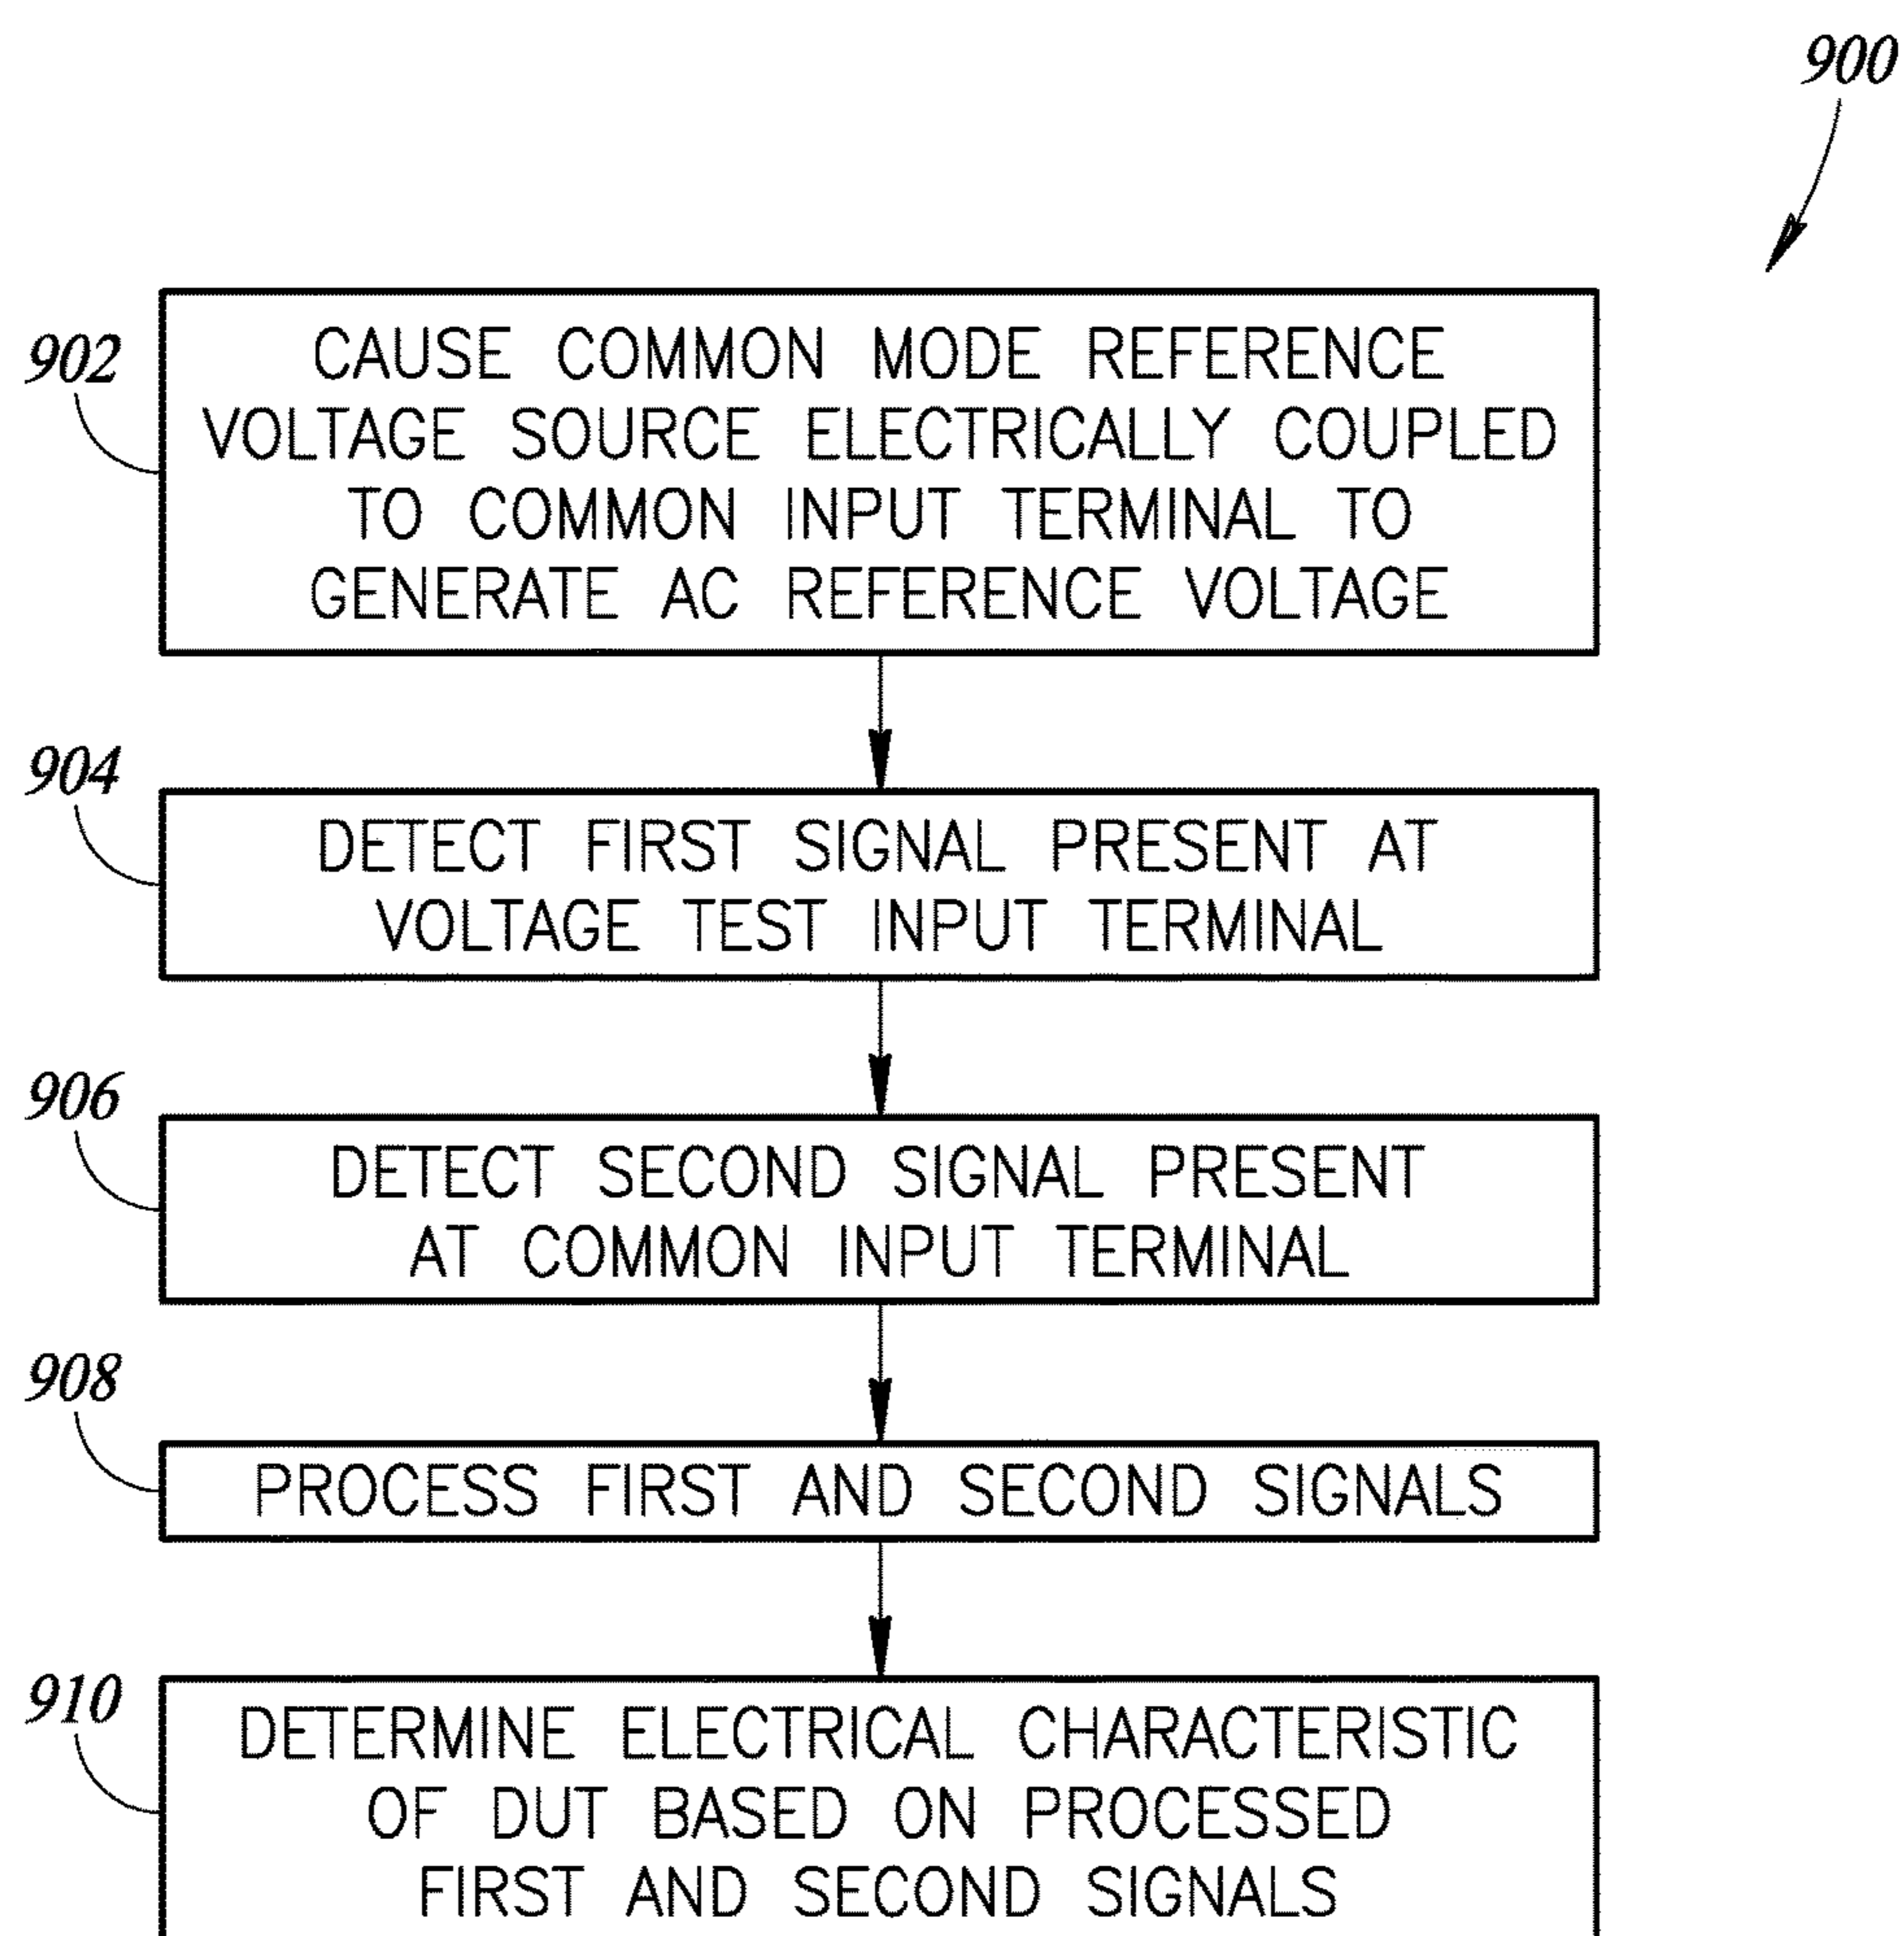 900
902
CAUSE COMMON MODE REFERENCE
VOLTAGE SOURCE ELECTRICALLY COUPLED
TO COMMON INPUT TERMINAL TO
GENERATE AC REFERENCE VOLTAGE
904
DETECT FIRST SIGNAL PRESENT AT
VOLTAGE TEST INPUT TERMINAL
906
DETECT SECOND SIGNAL PRESENT
AT COMMON INPUT TERMINAL
908
PROCESS FIRST AND SECOND SIGNALS
910
DETERMINE ELECTRICAL CHARACTERISTIC
OF DUT BASED ON PROCESSED
FIRST AND SECOND SIGNALS